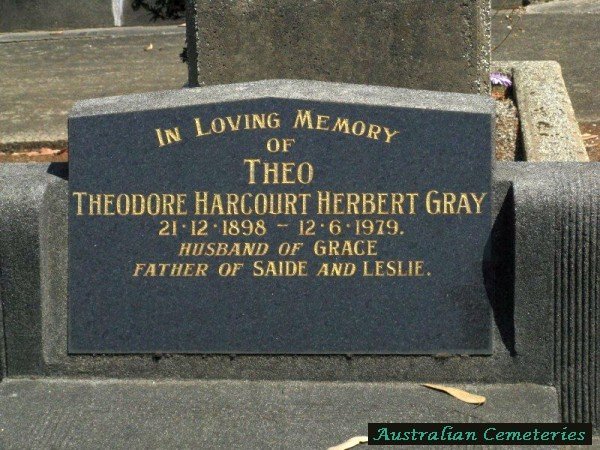 IN LOVING MEMORY
OF
THEO
THEODORE HARCOURT HERBERT GRAY
21·12·1898 – 12·6·1979.
HUSBAND OF GRACE
FATHER OF SAIDE AND LESLIE.
Australian Cemeteries